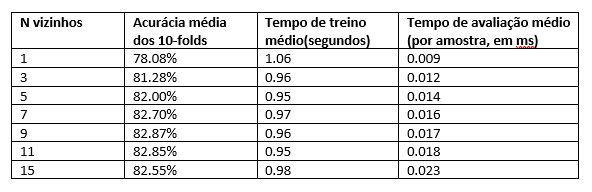 N vizinhos Acurácia média dos 10-folds Tempo de treino médio(segundos) Tempo de avaliação médio (por amostra, em ms)
1 78.08% 1.06 0.009
3 81.28% 0.96 0.012
5 82.00% 0.95 0.014
7 82.70% 0.97 0.016
9 82.87% 0.96 0.017
11 82.85% 0.95 0.018
15 82.55% 0.98 0.023